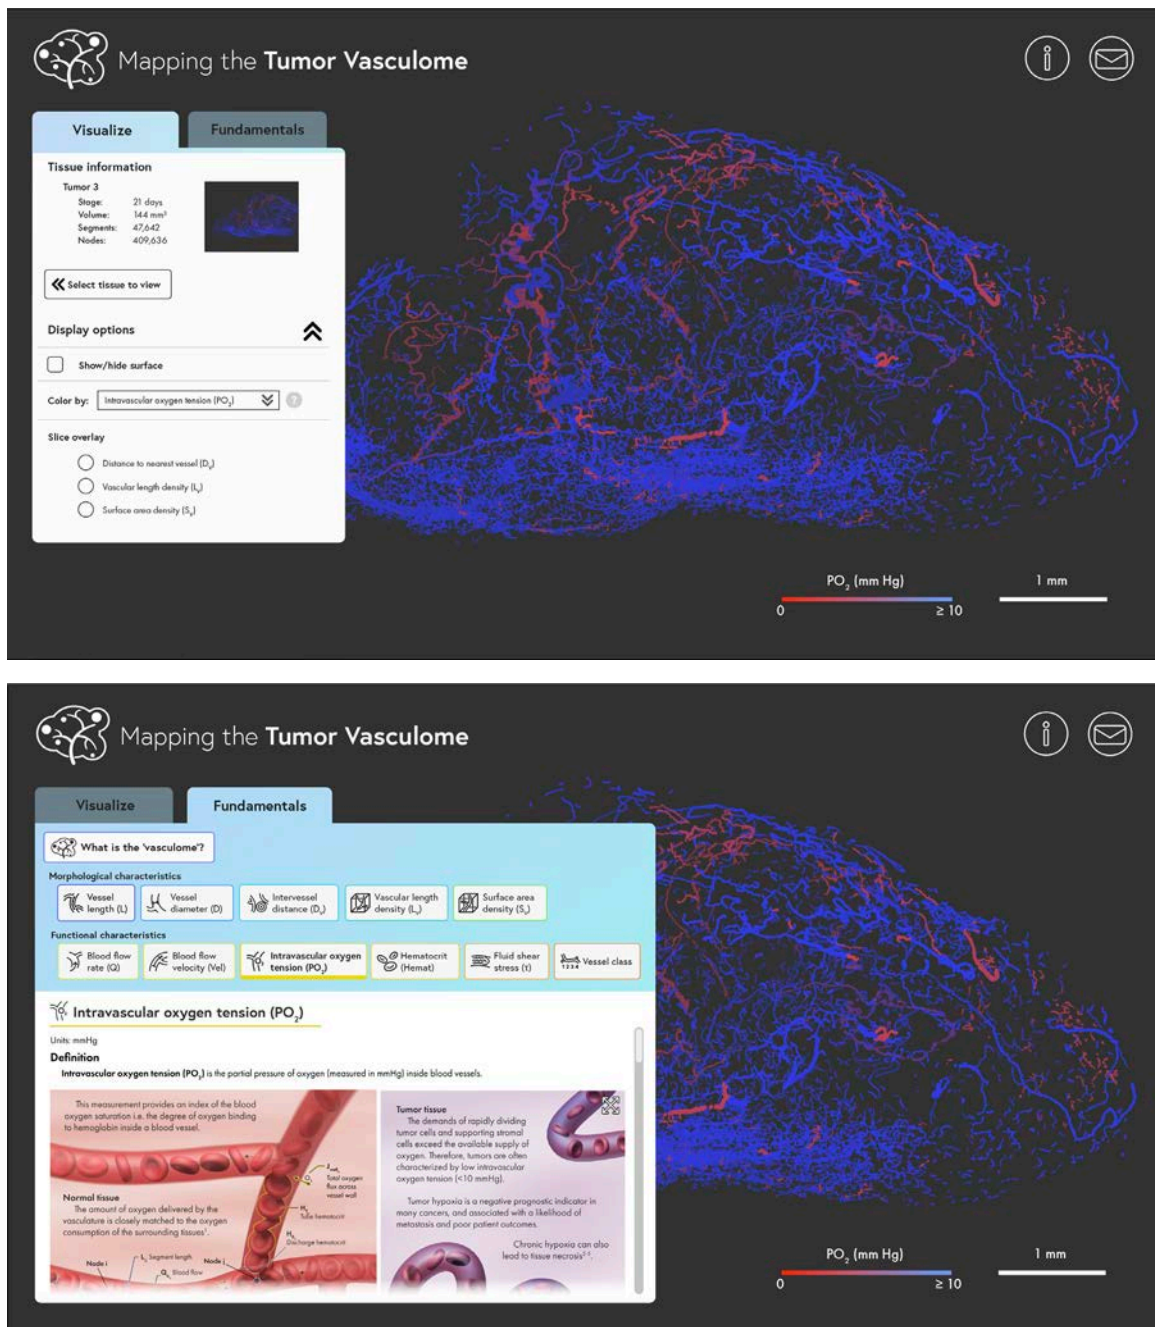 Mapping the Tumor Vasculome
Visualize
Fundamentals
Tissue information
Tumor 3
Stage: 21 days
Volume: 144 mm³
Segments: 47,642
Nodes: 409,636
Select tissue to view
Display options
Show/hide surface
Color by: Intravascular oxygen tension (PO₂)
?
Slice overlay
Distance to nearest vessel (Dᵥ)
Vascular length density (Lᵥ)
Surface area density (Sᵥ)
PO₂ (mm Hg)
0
≥ 10
1 mm
Mapping the Tumor Vasculome
Visualize
Fundamentals
What is the 'vasculome'?
Morphological characteristics
Vessel
length (L)
Vessel
diameter (D)
Intervessel
distance (Dᵥ)
Vascular length
density (Lᵥ)
Surface area
density (Sᵥ)
Functional characteristics
Blood flow
rate (Q)
Blood flow
velocity (Vel)
Intravascular oxygen
tension (PO₂)
Hematocrit
(Hemat)
Fluid shear
stress (τ)
1 2 3 4
Vessel class
Intravascular oxygen tension (PO₂)
Units: mmHg
Definition
Intravascular oxygen tension (PO₂) is the partial pressure of oxygen (measured in mmHg) inside blood vessels.
This measurement provides an index of the blood
oxygen saturation i.e. the degree of oxygen binding
to hemoglobin inside a blood vessel.
Total oxygen
flux across
vessel wall
Normal tissue
The amount of oxygen delivered by the
vasculature is closely matched to the oxygen
consumption of the surrounding tissues¹.
Tube hematocrit
Discharge hematocrit
Segment length
Node i
Node j
Blood flow
Tumor tissue
The demands of rapidly dividing
tumor cells and supporting stromal
cells exceed the available supply of
oxygen. Therefore, tumors are often
characterized by low intravascular
oxygen tension (<10 mmHg).
Tumor hypoxia is a negative prognostic indicator in
many cancers, and associated with a likelihood of
metastasis and poor patient outcomes.
Chronic hypoxia can also
lead to tissue necrosis²⁻³.
PO₂ (mm Hg)
0
≥ 10
1 mm